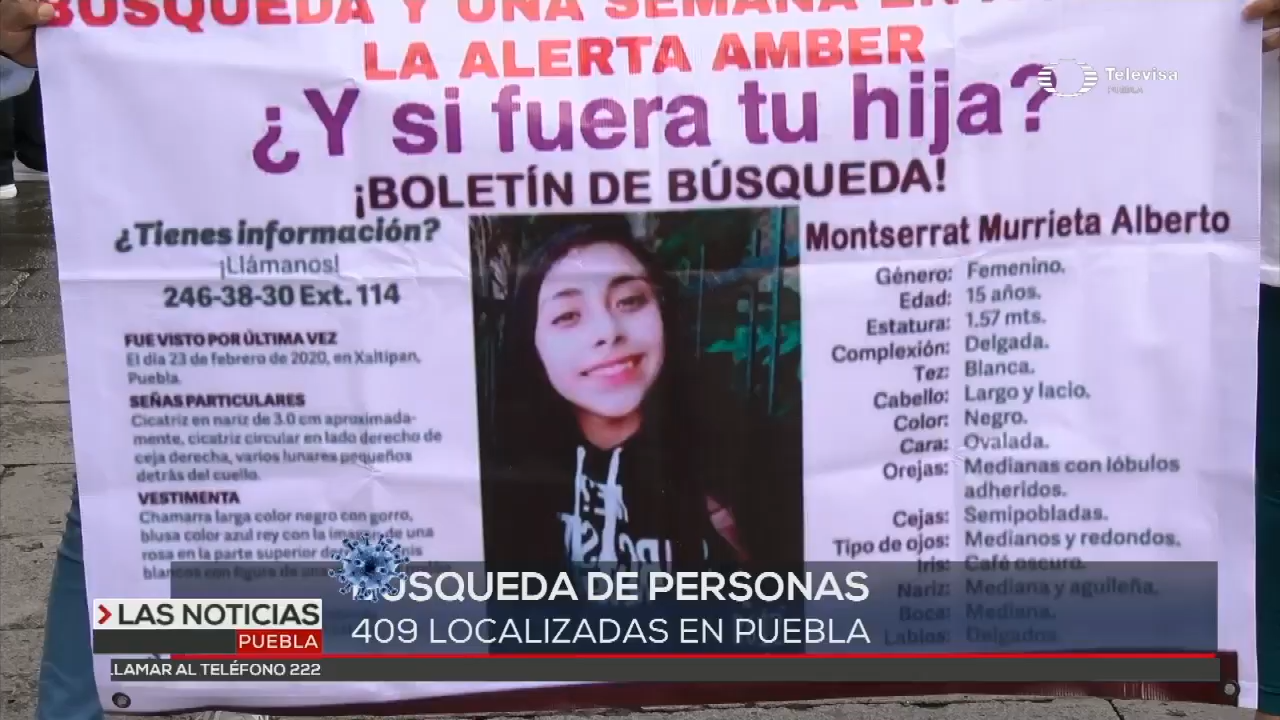 BÚSQUEDA Y UNA SEMANA EN
LA ALERTA AMBER
¿Y si fuera tu hija?
Televisa
PUEBLA
¡BOLETÍN DE BÚSQUEDA!
¿Tienes información?
¡Llámanos!
246-38-30 Ext. 114
FUE VISTO POR ÚLTIMA VEZ
El día 23 de febrero de 2020, en Xaltipan,
Puebla.
SEÑAS PARTICULARES
Cicatriz en nariz de 3.0 cm aproximada-
mente, cicatriz circular en lado derecho de
ceja derecha, varios lunares pequeños
detrás del cuello.
VESTIMENTA
Chamarra larga color negro con gorro,
blusa color azul rey con la imagen de una
rosa en la parte superior
blancos con figura de una
Montserrat Murrieta Alberto
Género: Femenino.
Edad: 15 años.
Estatura: 1.57 mts.
Complexión: Delgada.
Tez: Blanca.
Cabello: Largo y lacio.
Color: Negro.
Cara: Ovalada.
Orejas: Medianas con lóbulos
adheridos.
Cejas: Semipobladas.
Tipo de ojos: Medianos y redondos.
Iris: Café oscuro.
Nariz: Mediana y aguileña.
Boca: Mediana.
Labios: Delgados
BÚSQUEDA DE PERSONAS
409 LOCALIZADAS EN PUEBLA
LAS NOTICIAS
PUEBLA
LLAMAR AL TELÉFONO 222